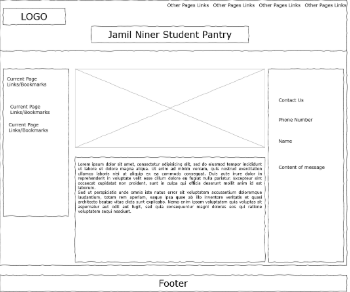 Other Pages Links Other Pages Links Other Pages Links Other Pages Links
LOGO
Jamil Niner Student Pantry
Current Page
Links/Bookmarks
Current Page
Links/Bookmarks
Current Page
Links/Bookmarks
Contact Us
Phone Number
Name
Content of message
Lorem ipsum dolor sit amet, consectetur adipisicing elit, sed do eiusmod tempor incididunt
ut labore et dolore magna aliqua. Ut enim ad minim veniam, quis nostrud exercitation
ullamco laboris nisi ut aliquip ex ea commodo consequat. Duis aute irure dolor in
reprehenderit in voluptate velit esse cillum dolore eu fugiat nulla pariatur. Excepteur sint
occaecat cupidatat non proident, sunt in culpa qui officia deserunt mollit anim id est
laborum.
Sed ut perspiciatis unde omnis iste natus error sit voluptatem accusantium doloremque
laudantium, totam rem aperiam, eaque ipsa quae ab illo inventore veritatis et quasi
architecto beatae vitae dicta sunt explicabo. Nemo enim ipsam voluptatem quia voluptas sit
aspernatur aut odit aut fugit, sed quia consequuntur magni dolores eos qui ratione
voluptatem sequi nesciunt.
Footer